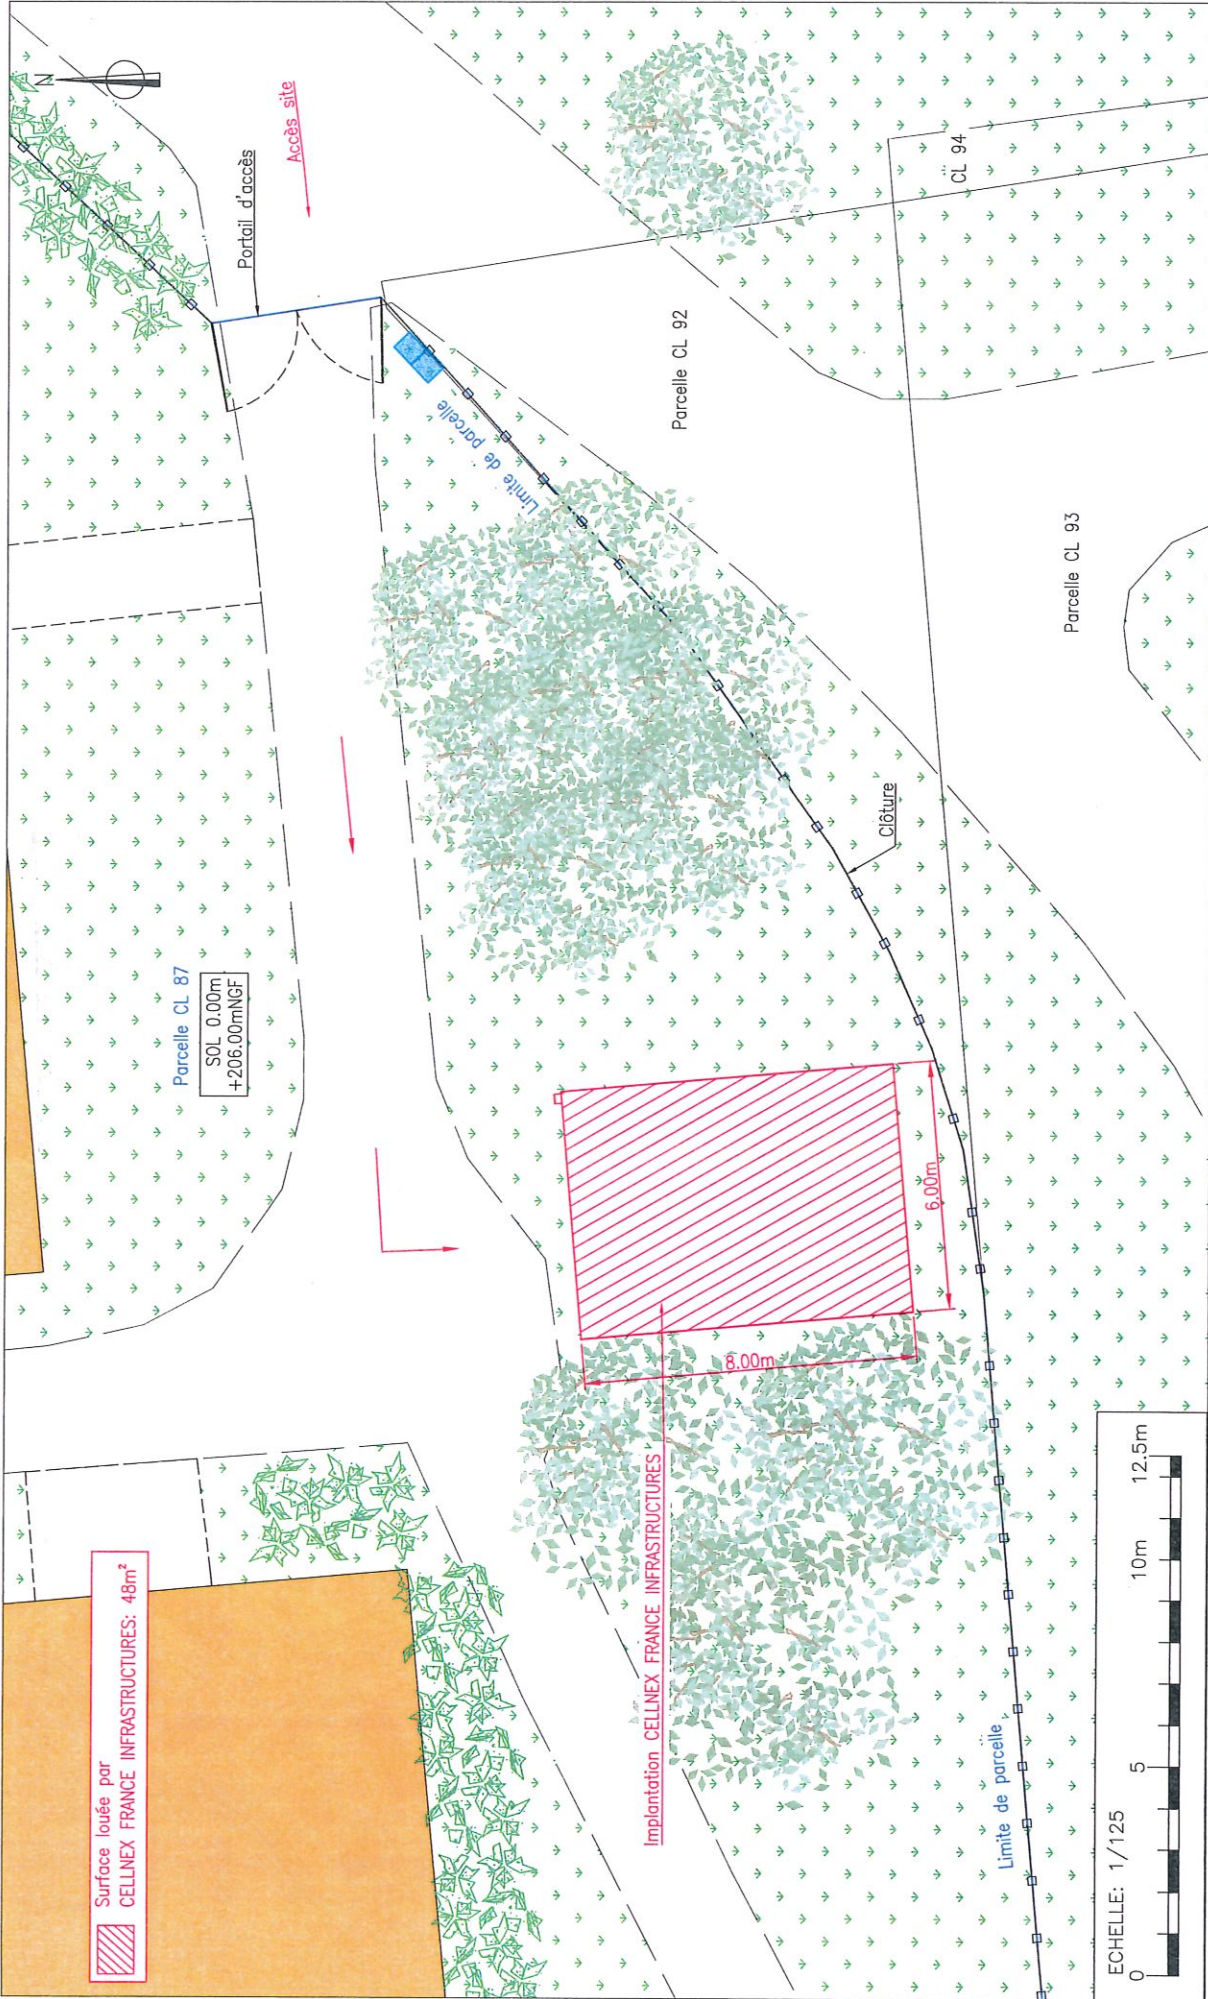 Surface louée par
CELLNEX FRANCE INFRASTRUCTURES: 48m²
Parcelle CL 87
SOL 0.00m
+206.00mNGF
Portail d'accès
Accès site
N
Limite de parcelle
Parcelle CL 92
CL 94
Parcelle CL 93
Clôture
6.00m
8.00m
Implantation CELLNEX FRANCE INFRASTRUCTURES
Limite de parcelle
ECHELLE: 1/125
0 5 10m 12.5m